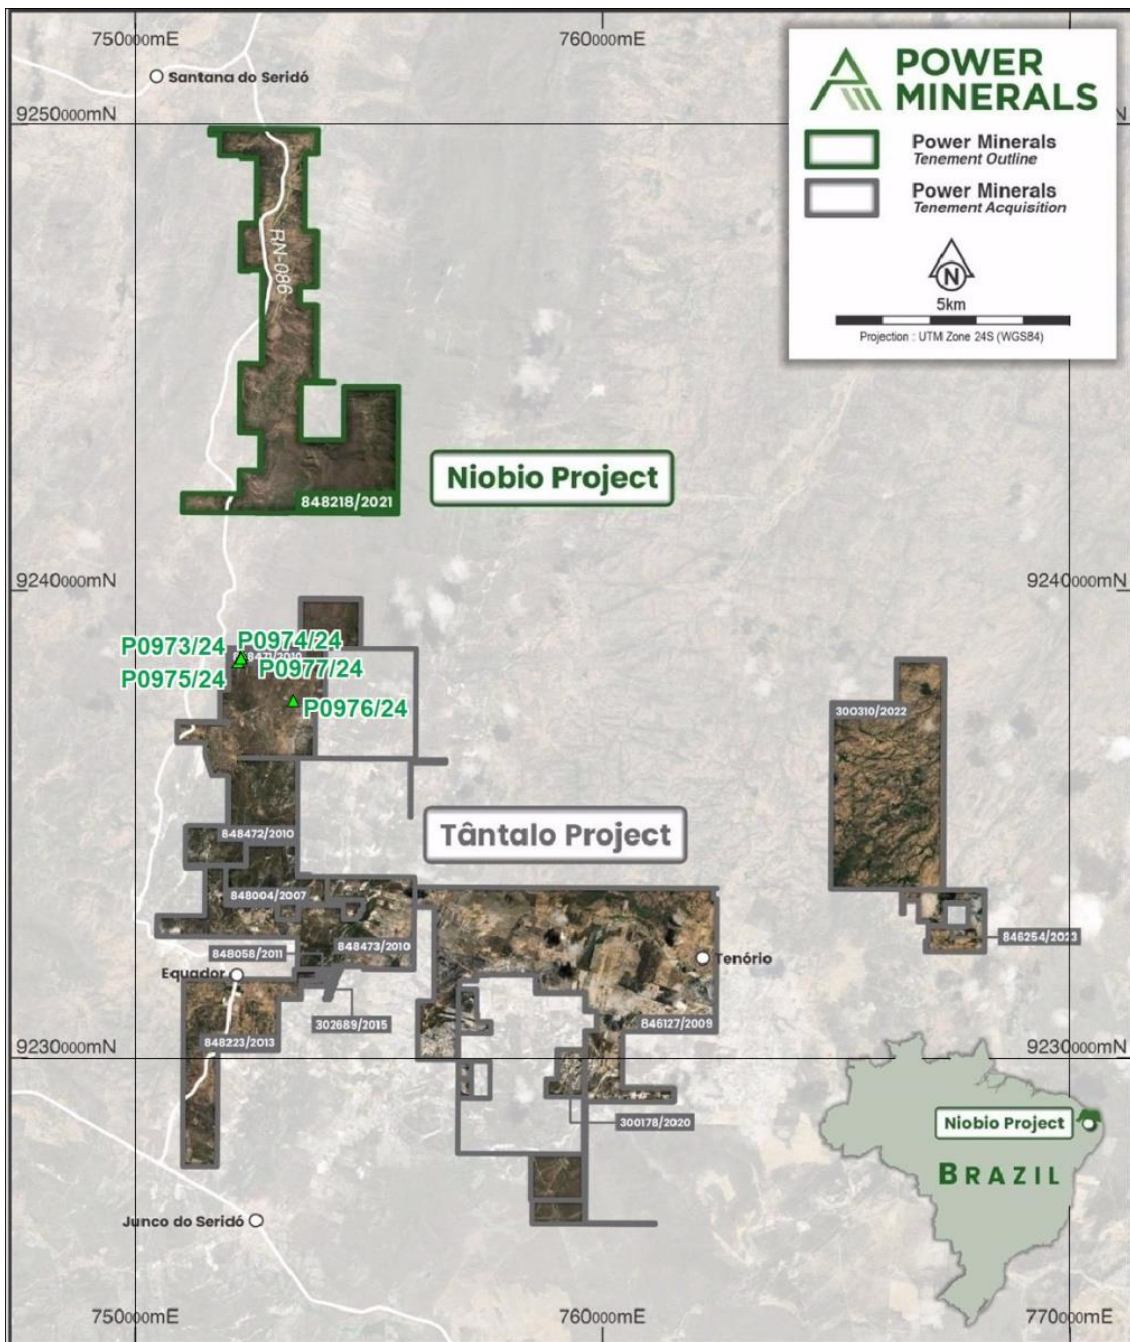 750000mE
760000mE
Santana do Seridó
9250000mN
POWER
MINERALS
Power Minerals
Tenement Outline
Power Minerals
Tenement Acquisition
N
5km
Projection : UTM Zone 24S (WGS84)
RN-086
Niobio Project
848218/2021
9240000mN
9240000mN
P0973/24
P0974/24
P0975/24
P0977/24
P0976/24
300310/2022
Tântalo Project
848472/2010
848004/2007
848058/2011
848473/2010
846254/2023
Equador
Tenório
302689/2015
846127/2009
848223/2013
9230000mN
9230000mN
300178/2020
Niobio Project
BRAZIL
Junco do Seridó
750000mE
760000mE
770000mE